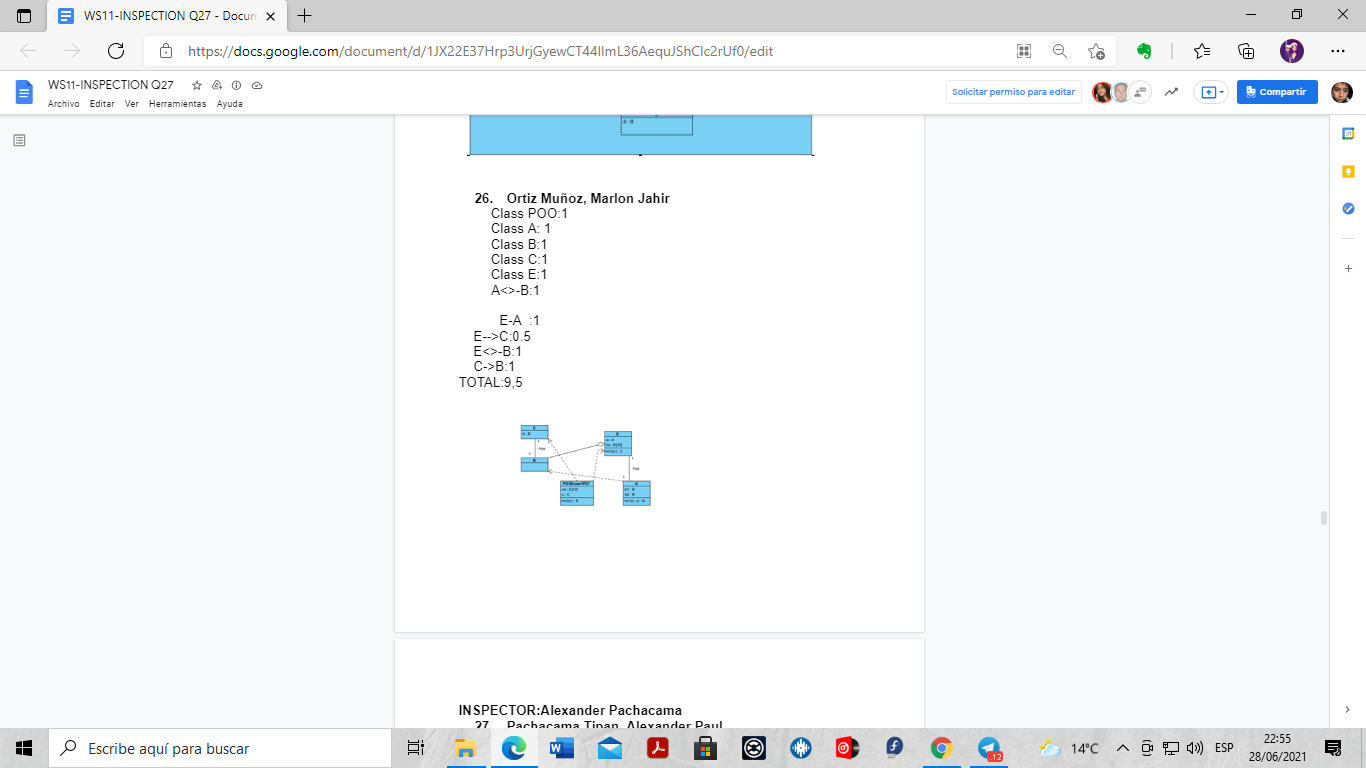 WS11-INSPECTION Q27 - Docum
https://docs.google.com/document/d/1JX22E37Hrp3UrjGyewCT44IImL36AequJShClc2rUf0/edit
WS11-INSPECTION Q27
Archivo Editar Ver Herramientas Ayuda
Solicitar permiso para editar
Compartir
26. Ortiz Muñoz, Marlon Jahir
Class POO:1
Class A: 1
Class B:1
Class C:1
Class E:1
A<>-B:1
E-A :1
E-->C:0.5
E<>-B:1
C->B:1
TOTAL:9,5
INSPECTOR:Alexander Pachacama
27. Pachacama Tipan, Alexander Paul
Escribe aquí para buscar
12
14°C
ESP
22:55
28/06/2021